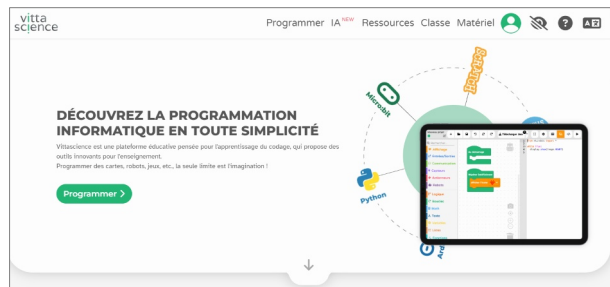 vitta
science
Programmer IA NEW Ressources Classe Matériel
DÉCOUVREZ LA PROGRAMMATION
INFORMATIQUE EN TOUTE SIMPLICITÉ
Vittascience est une plateforme éducative pensée pour l'apprentissage du codage, qui propose des
outils innovants pour l'enseignement.
Programmer des cartes, robots, jeux, etc., la seule limite est l'imagination !
Programmer >
Micro:bit
Python